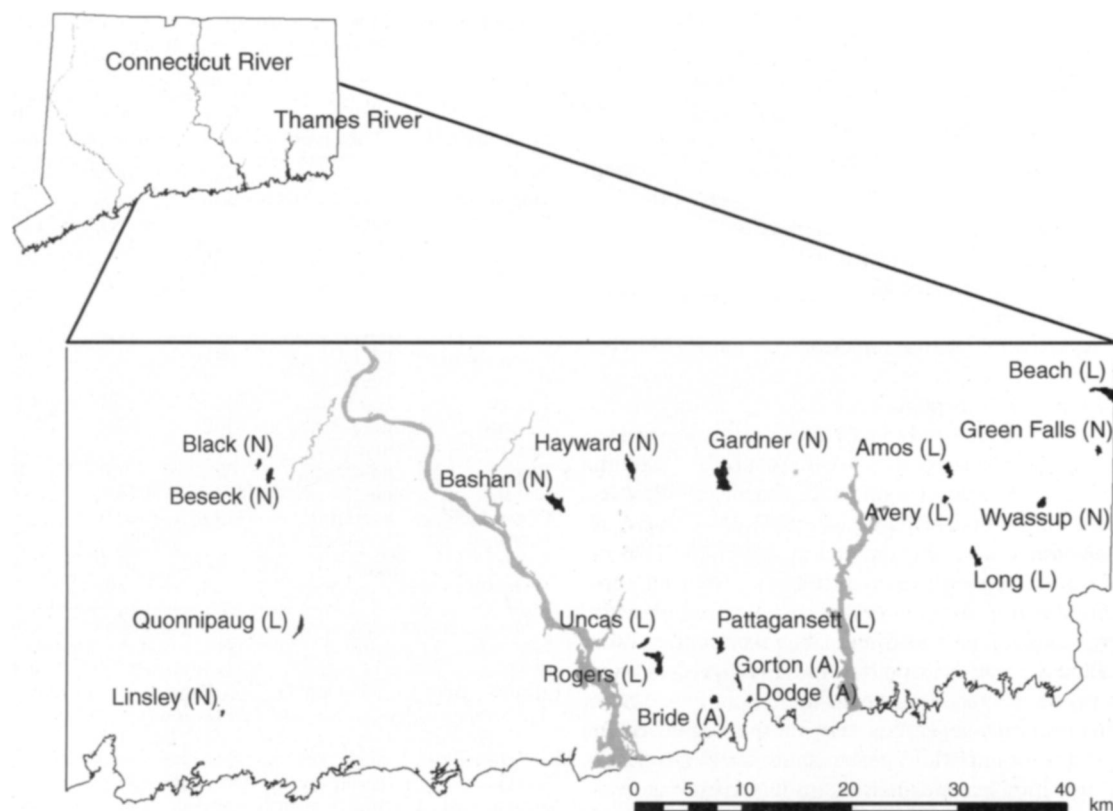 Connecticut River
Thames River
Beach (L)
Green Falls (N)
Black (N)
Hayward (N)
Gardner (N)
Amos (L)
Bashan (N)
Beseck (N)
Avery (L)
Wyassup (N)
Long (L)
Quonnipaug (L)
Uncas (L)
Pattagansett (L)
Rogers (L)
Gorton (A)
Linsley (N)
Dodge (A)
Bride (A)
0 10 20 30 40
km